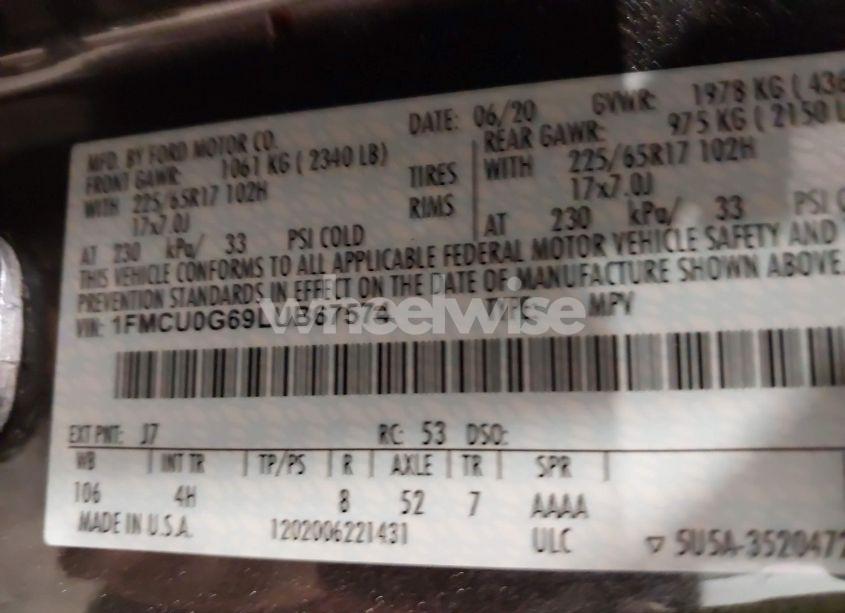 MFD. BY FORD MOTOR CO.
DATE: 06/20 GVWR: 1978 KG (
FRONT GAWR: 1061 KG ( 2340 LB)
REAR GAWR: 975 KG ( 2150 L
WITH 225/65R17 102H TIRES WITH 225/65R17 102H
17x7.0J RIMS 17x7.0J
AT 230 kPa/ 33 PSI COLD AT 230 kPa/ 33 PSI
THIS VEHICLE CONFORMS TO ALL APPLICABLE FEDERAL MOTOR VEHICLE SAFETY AND
PREVENTION STANDARDS IN EFFECT ON THE DATE OF MANUFACTURE SHOWN ABOVE.
VIN: TYPE: MPV
wheelwise
EXT PNT: J7 RC: 53 DSO:
WB INT TR TP/PS R AXLE TR SPR
106 4H 8 52 7 AAAA
MADE IN U.S.A. 1202006221431 ULC 5U5A-3520472